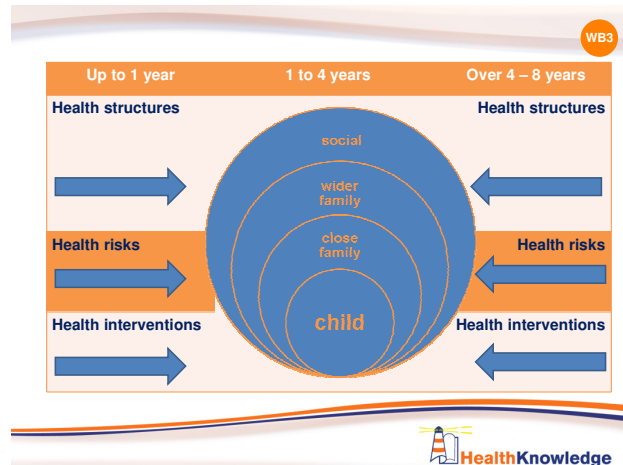 WB3
Up to 1 year
1 to 4 years
Over 4 – 8 years
Health structures
Health structures
social
wider
family
Health risks
close
family
Health risks
child
Health interventions
Health interventions
HealthKnowledge